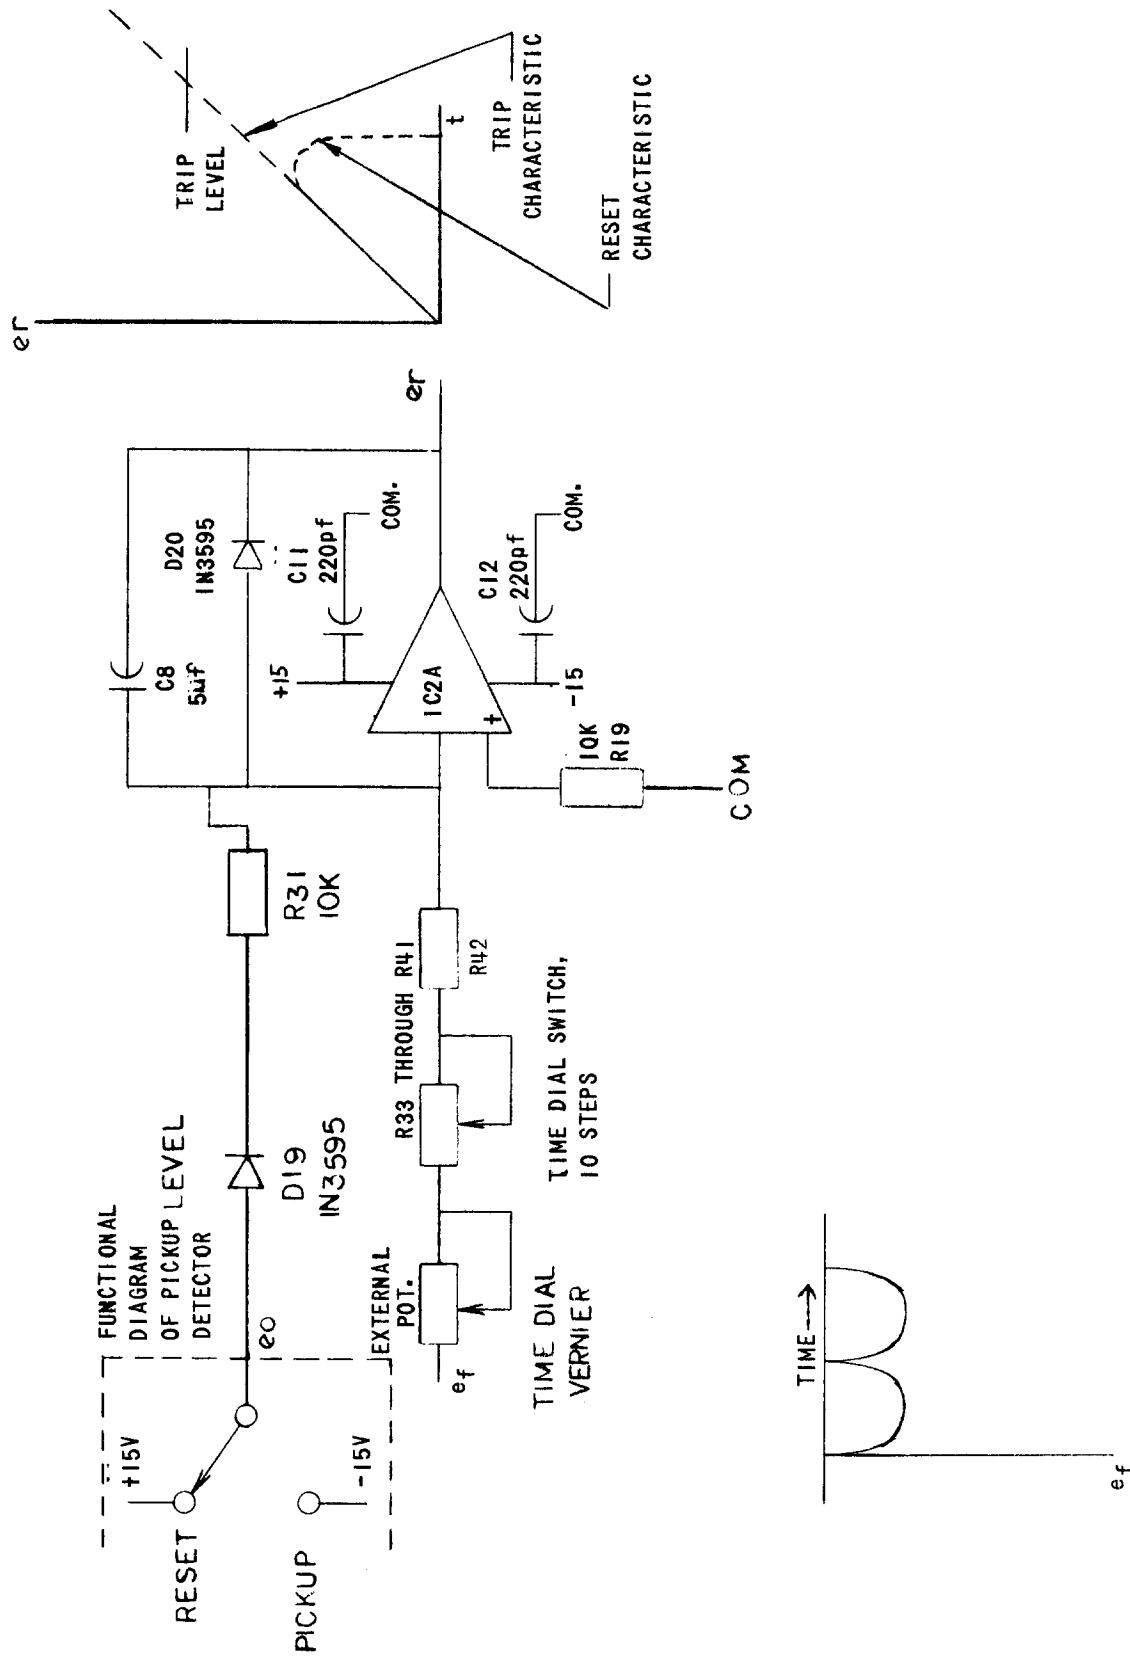 FUNCTIONAL
DIAGRAM
OF PICKUP LEVEL
DETECTOR
+15V
RESET
PICKUP
-15V
eo
D19
IN3595
R31
10K
C8
5µf
D20
IN3595
+15
C11
220pf
COM.
IC2A
+
er
-15
C12
220pf
COM.
10K
R19
COM
EXTERNAL
POT.
ef
TIME DIAL
VERNIER
R33 THROUGH R41
R42
TIME DIAL SWITCH,
10 STEPS
er
TRIP
LEVEL
t
TRIP
CHARACTERISTIC
RESET
CHARACTERISTIC
TIME
ef